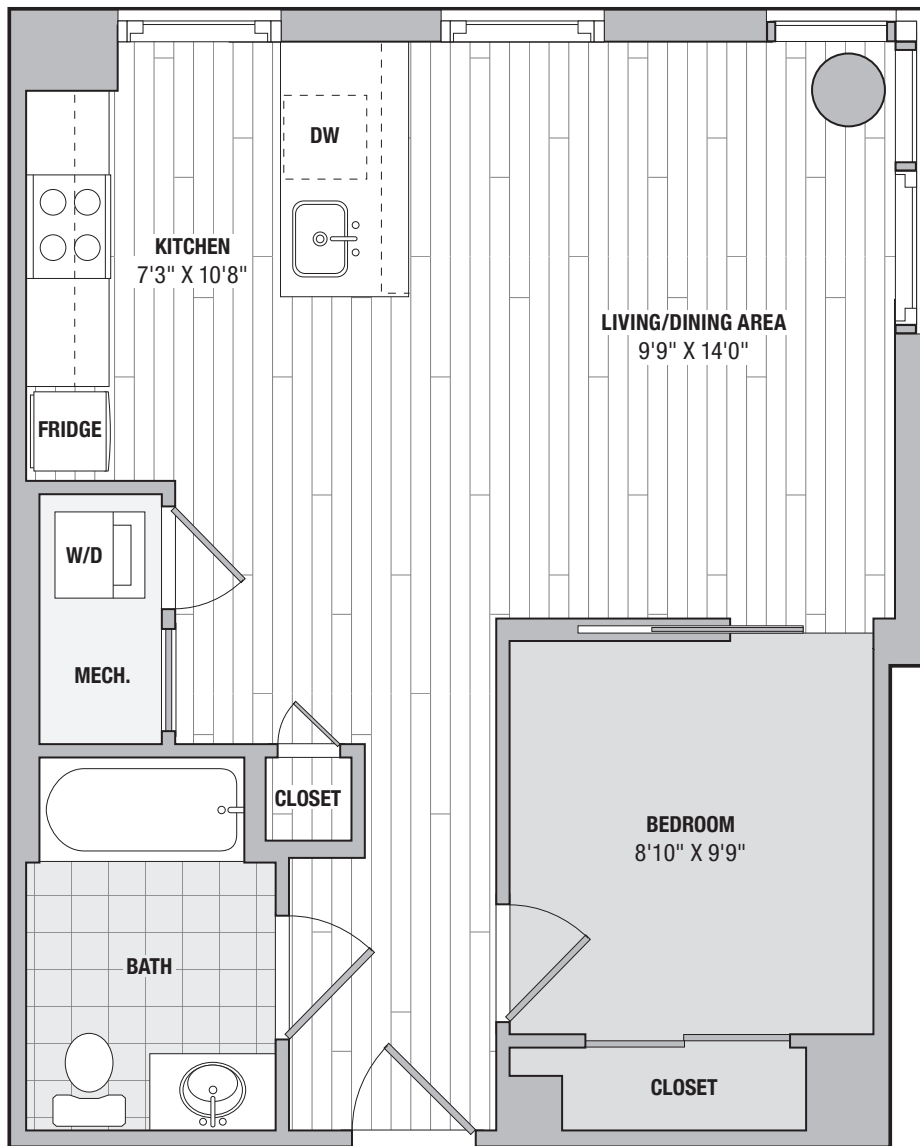 DW
KITCHEN
7'3" X 10'8"
LIVING/DINING AREA
9'9" X 14'0"
FRIDGE
W/D
MECH.
CLOSET
BEDROOM
8'10" X 9'9"
BATH
CLOSET